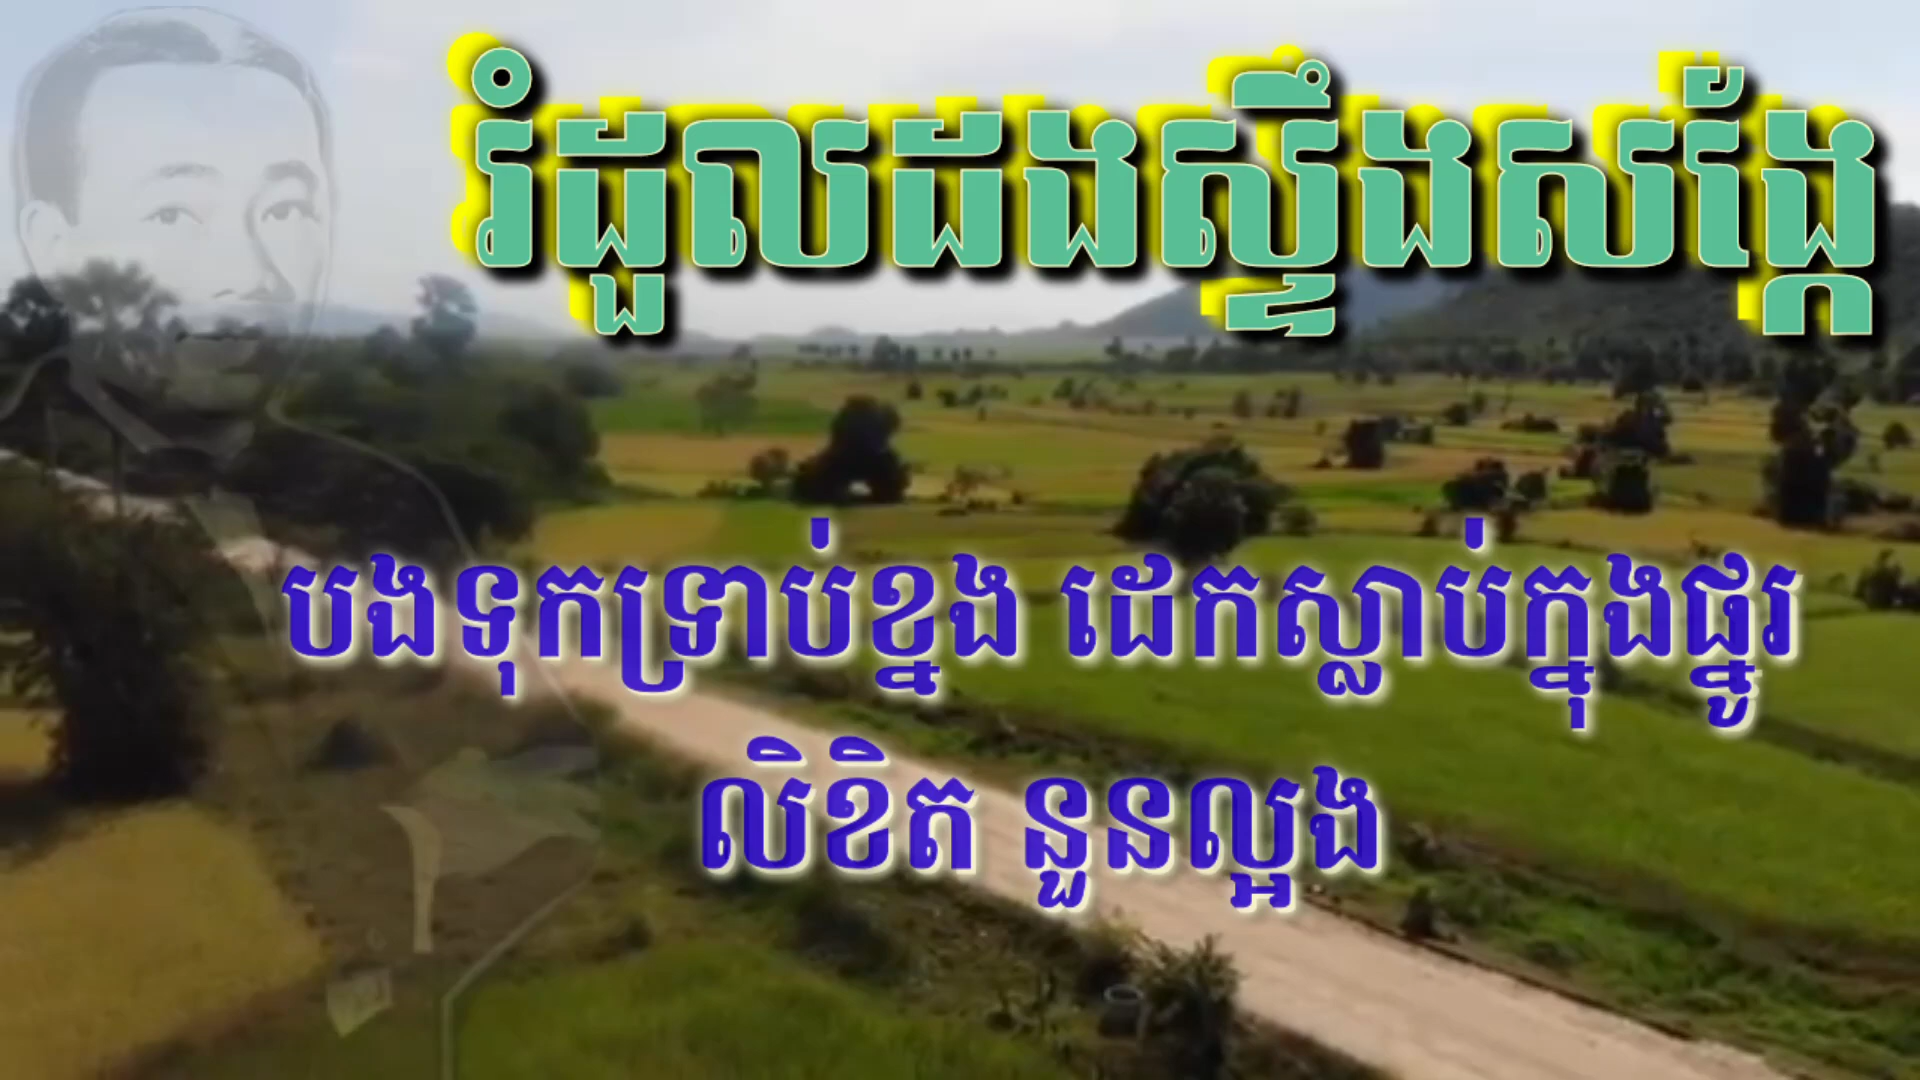 រំដួលដងស្ទឹងសង្កែ
បងទុកទ្រាប់ខ្នង ដេកស្លាប់ក្នុងផ្នូរ
លិខិត នួនល្អង